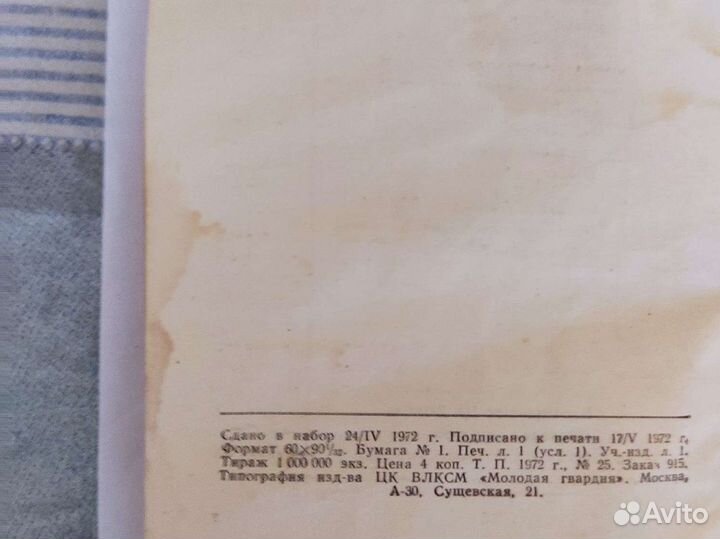 Сдано в набор 24/IV 1972 г. Подписано к печати 17/V 1972 г.
Формат 60×90¹/₃₂. Бумага № 1. Печ. л. 1 (усл. 1). Уч.-изд. л. 1.
Тираж 1 000 000 экз. Цена 4 коп. Т. П. 1972 г., № 25. Заказ 915.
Типография изд-ва ЦК ВЛКСМ «Молодая гвардия». Москва,
А-30, Сущевская, 21.
Avito